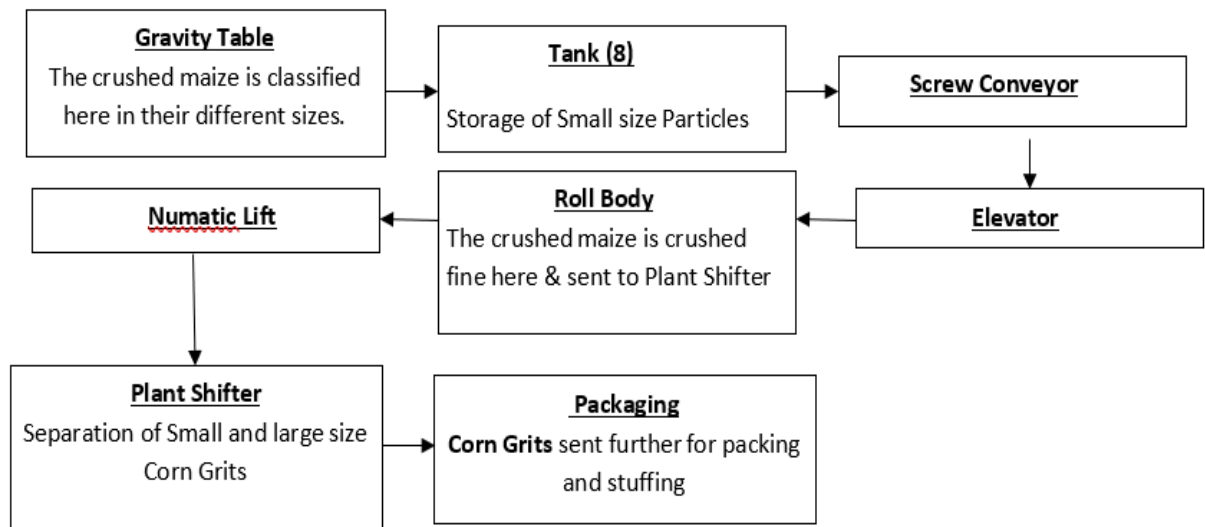 Gravity Table
The crushed maize is classified
here in their different sizes.
Tank (8)
Storage of Small size Particles
Screw Conveyor
Elevator
Roll Body
The crushed maize is crushed
fine here & sent to Plant Shifter
Numatic Lift
Plant Shifter
Separation of Small and large size
Corn Grits
Packaging
Corn Grits sent further for packing
and stuffing